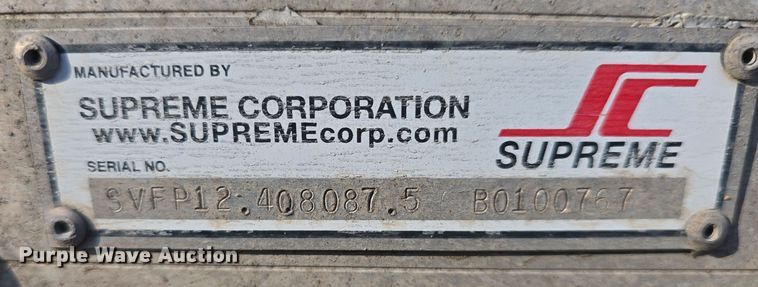 MANUFACTURED BY
SUPREME CORPORATION
www.SUPREMEcorp.com
SUPREME
SERIAL NO.
SVFP12.408087.5 B0100767
Purple Wave Auction